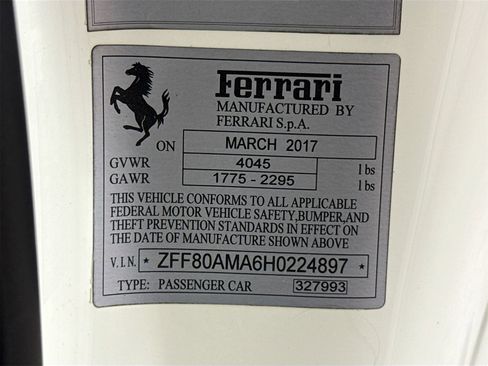 Ferrari
MANUFACTURED BY
FERRARI S.p.A.
ON MARCH 2017
GVWR 4045 lbs
GAWR 1775 - 2295 lbs
THIS VEHICLE CONFORMS TO ALL APPLICABLE
FEDERAL MOTOR VEHICLE SAFETY,BUMPER,AND
THEFT PREVENTION STANDARDS IN EFFECT ON
THE DATE OF MANUFACTURE SHOWN ABOVE
V.I.N. * ZFF80AMA6H0224897 *
TYPE: PASSENGER CAR 327993